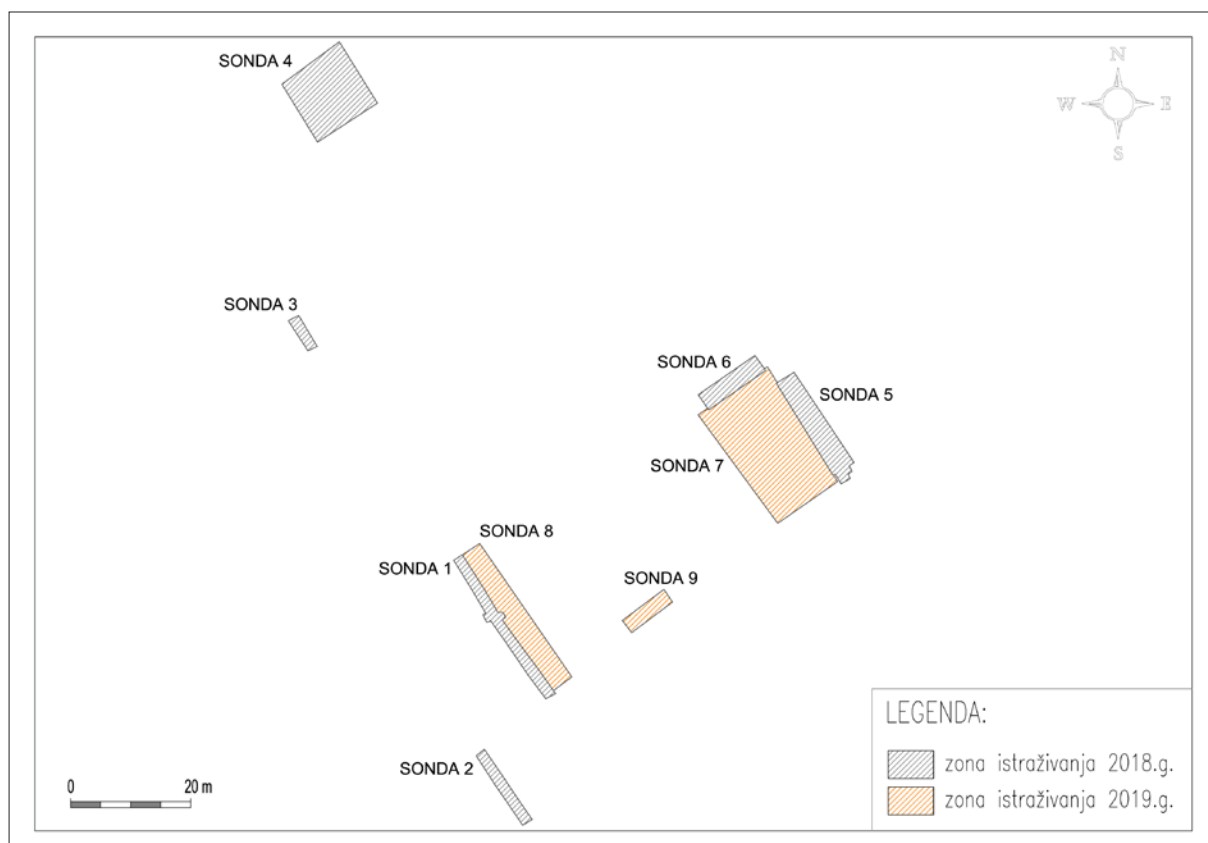 SONDA 4
N
W
E
S
SONDA 3
SONDA 6
SONDA 5
SONDA 7
SONDA 8
SONDA 1
SONDA 9
SONDA 2
0
20 m
LEGENDA:
zona istraživanja 2018.g.
zona istraživanja 2019.g.